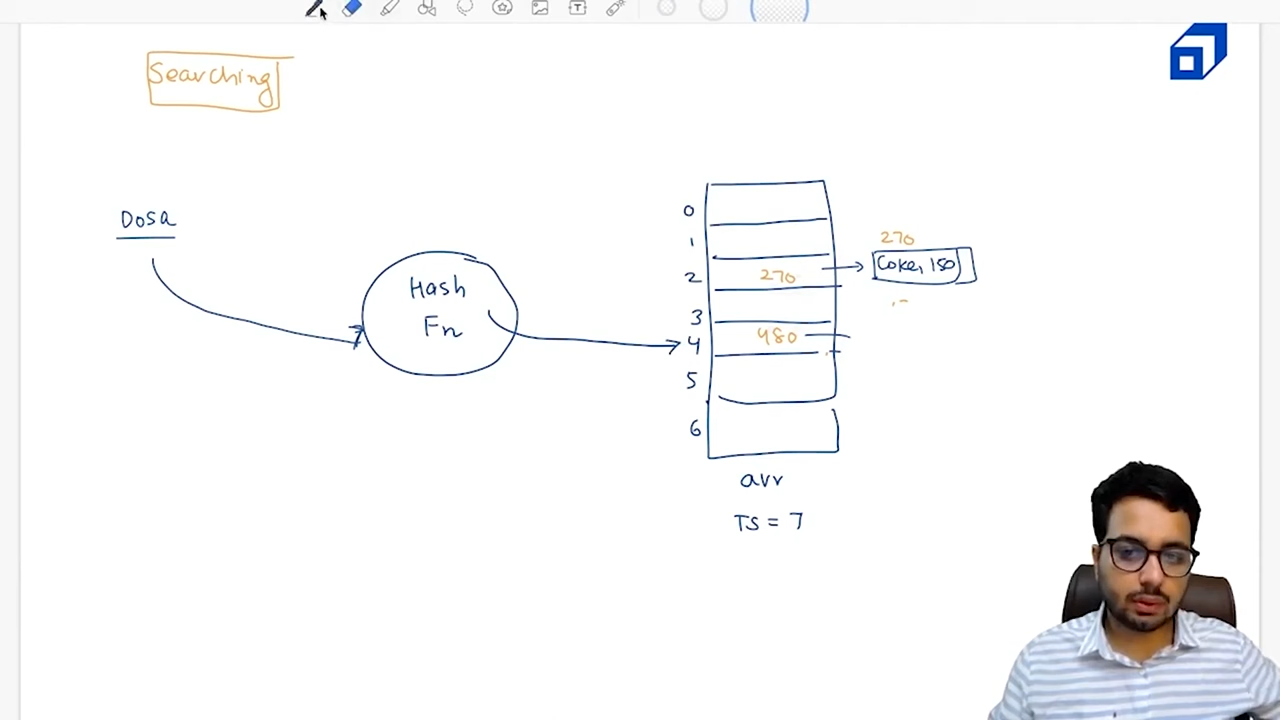 Searching
Dosa
Hash
Fn
0
1
2
3
4
5
6
270
480
270
Coke, 150
arr
TS = 7